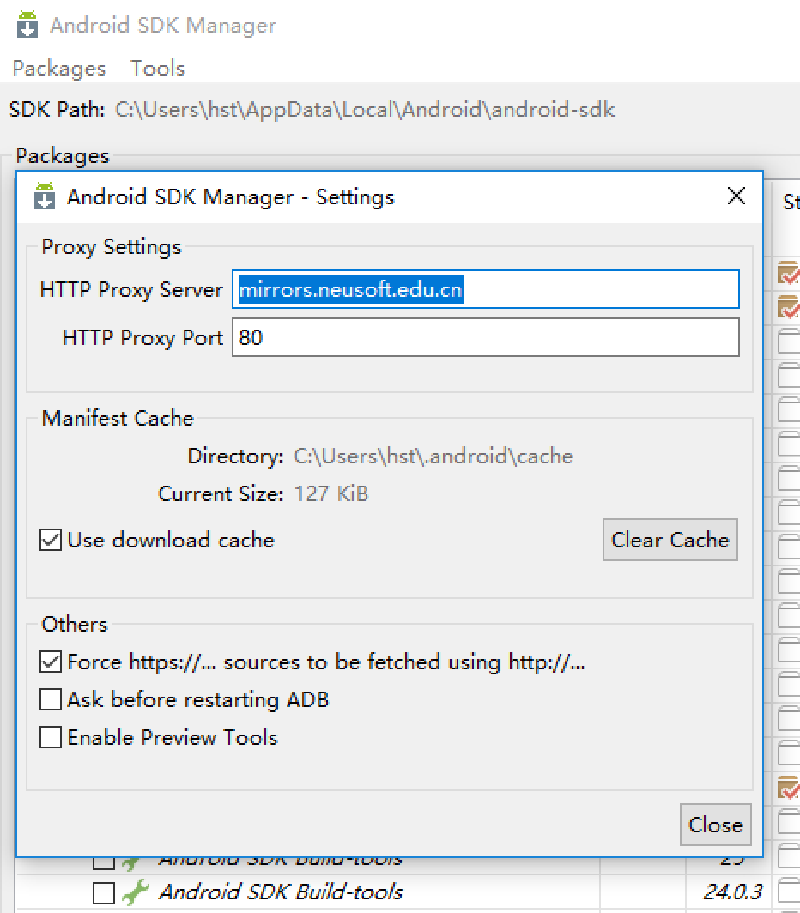 Android SDK Manager
Packages Tools
SDK Path: C:\Users\hst\AppData\Local\Android\android-sdk
Packages
Android SDK Manager - Settings
St
Proxy Settings
HTTP Proxy Server mirrors.neusoft.edu.cn
HTTP Proxy Port 80
Manifest Cache
Directory: C:\Users\hst\.android\cache
Current Size: 127 KiB
Use download cache Clear Cache
Others
Force https://... sources to be fetched using http://...
Ask before restarting ADB
Enable Preview Tools
Close
Android SDK Build-tools 25
Android SDK Build-tools 24.0.3